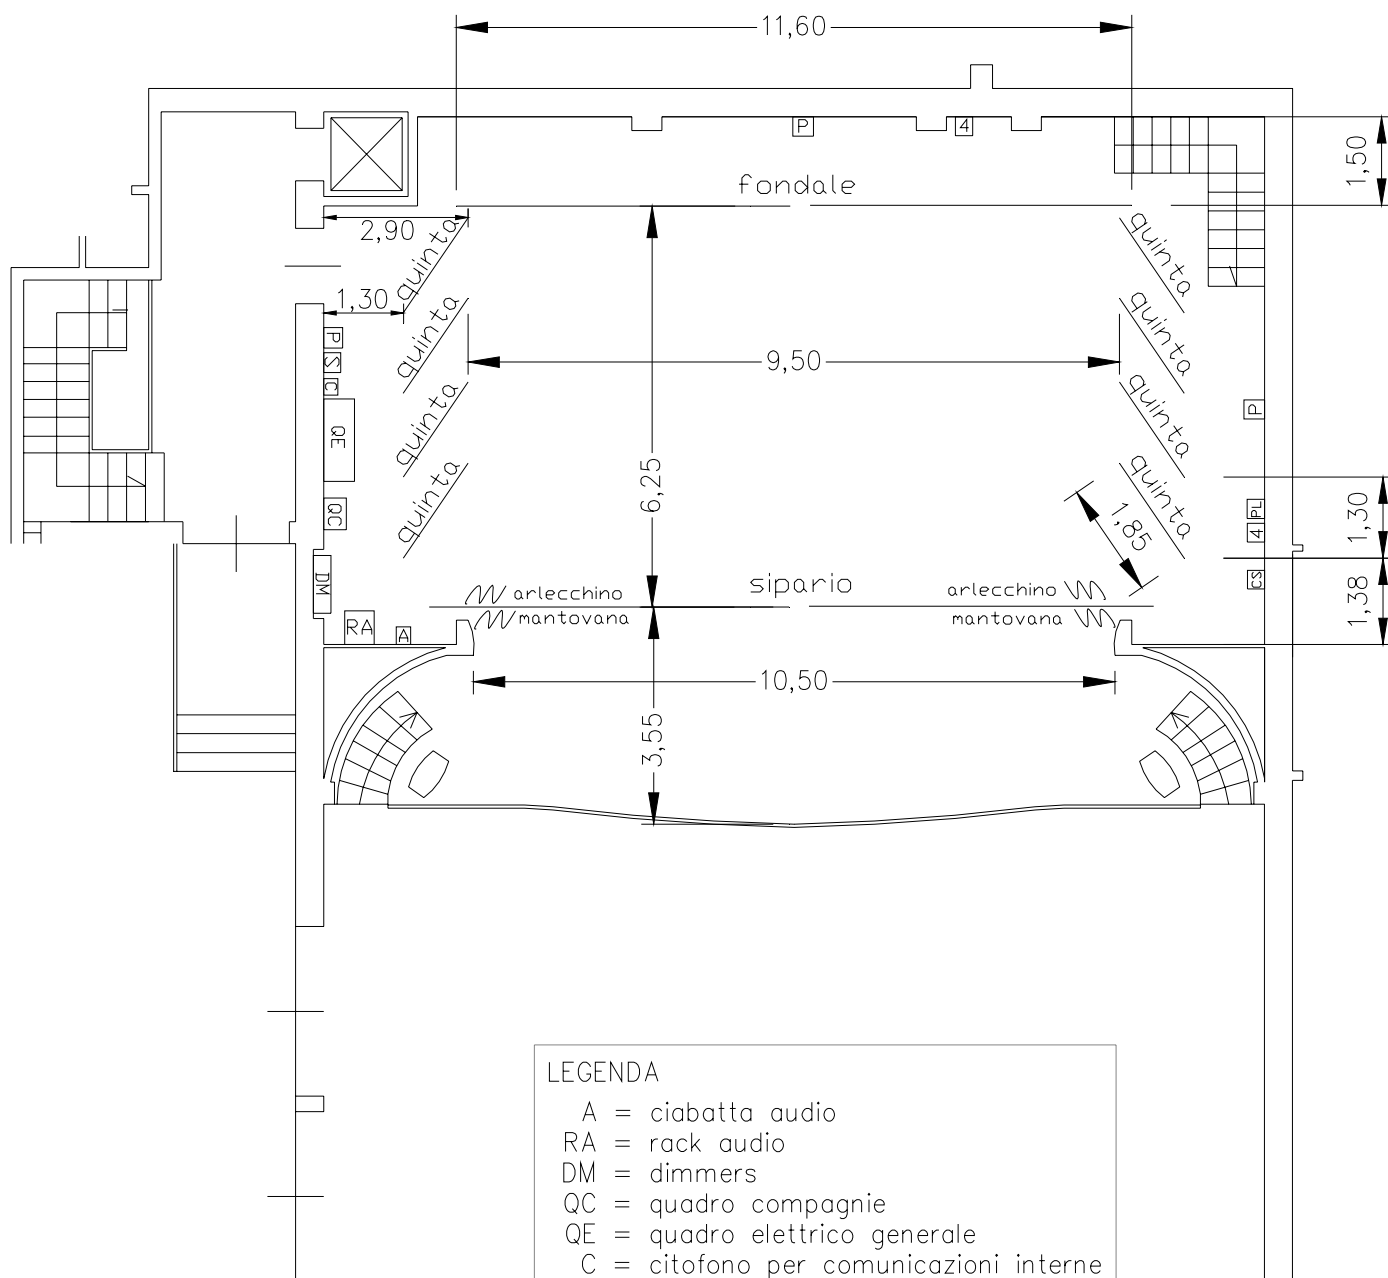 11,60
P
4
1,50
fondale
2,90
quinta
quinta
1,30
quinta
quinta
P
S
C
9,50
quinta
quinta
P
QE
6,25
quinta
quinta
QC
1,85
PL
4
1,30
DM
CS
sipario
arlecchino
arlecchino
mantovana
mantovana
1,38
RA
A
10,50
3,55
LEGENDA
A = ciabatta audio
RA = rack audio
DM = dimmers
QC = quadro compagnie
QE = quadro elettrico generale
C = citofono per comunicazioni interne